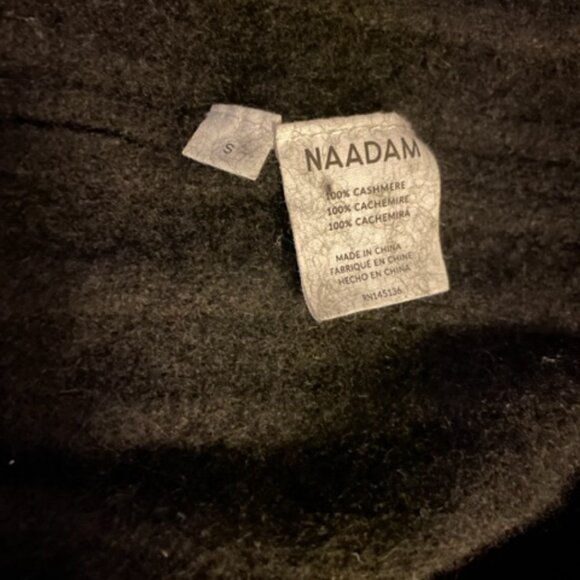 S
NAADAM
100% CASHMERE
100% CACHEMIRE
100% CACHEMIRA
MADE IN CHINA
FABRIQUÉ EN CHINE
HECHO EN CHINA
RN145136